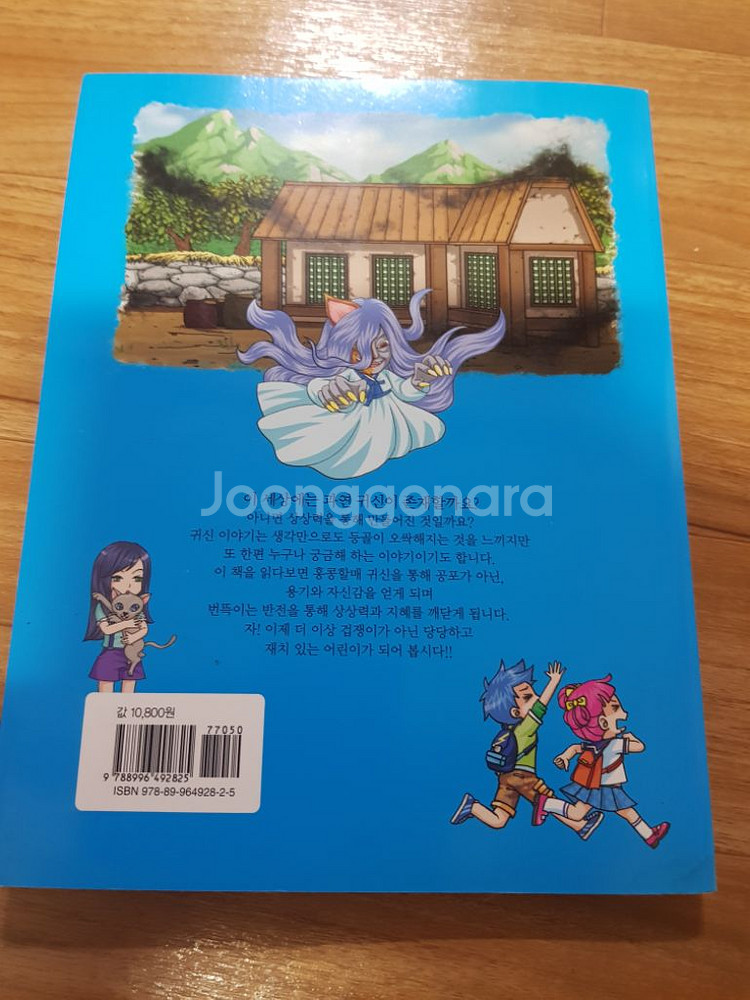 이 세상에는 과연 귀신이 존재할까요?
아니면 상상력을 통해 만들어진 것일까요?
귀신 이야기는 생각만으로도 등골이 오싹해지는 것을 느끼지만
또 한편 누구나 궁금해 하는 이야기이기도 합니다.
이 책을 읽다보면 홍콩할매 귀신을 통해 공포가 아닌,
용기와 자신감을 얻게 되며
번뜩이는 반전을 통해 상상력과 지혜를 깨닫게 됩니다.
자! 이제 더 이상 겁쟁이가 아닌 당당하고
재치 있는 어린이가 되어 봅시다!!
Joonggonara
값 10,800원
77050
9 788996 492825
ISBN 978-89-964928-2-5